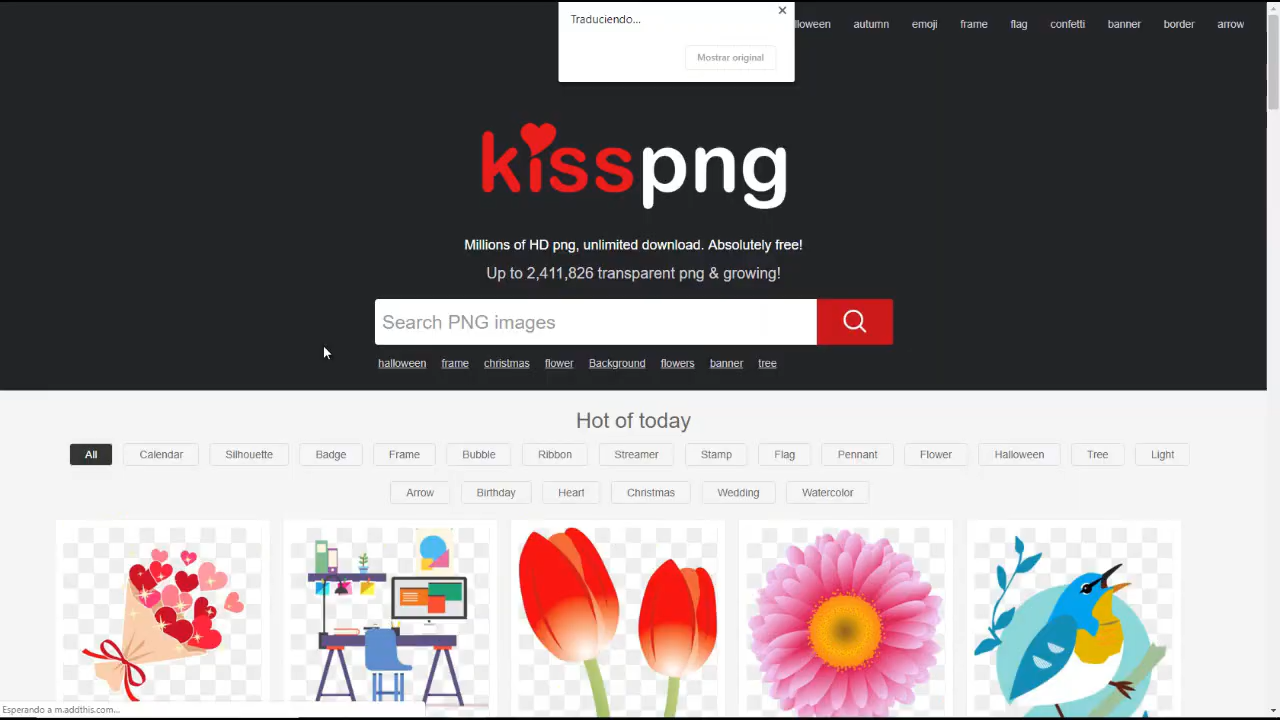 Traduciendo...
Mostrar original
lloween autumn emoji frame flag confetti banner border arrow
kisspng
Millions of HD png, unlimited download. Absolutely free!
Up to 2,411,826 transparent png & growing!
Search PNG images
halloween frame christmas flower Background flowers banner tree
Hot of today
All Calendar Silhouette Badge Frame Bubble Ribbon Streamer Stamp Flag Pennant Flower Halloween Tree Light
Arrow Birthday Heart Christmas Wedding Watercolor
Esperando a m.addthis.com...